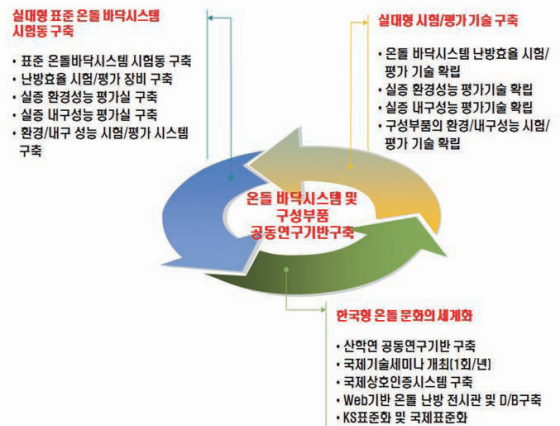 실대형 표준 온돌 바닥시스템
시험동 구축
• 표준 온돌바닥시스템 시험동 구축
• 난방효율 시험/평가 장비 구축
• 실증 환경성능 평가실 구축
• 실증 내구성능 평가실 구축
• 환경/내구 성능 시험/평가 시스템
구축
실대형 시험/평가 기술 구축
• 온돌 바닥시스템 난방효율 시험/
평가 기술 확립
• 실증 환경성능 평가기술 확립
• 실증 내구성능 평가기술 확립
• 구성부품의 환경/내구성능 시험/
평가 기술 확립
온돌 바닥시스템 및
구성부품
공동연구기반구축
한국형 온돌 문화의 세계화
• 산학연 공동연구기반 구축
• 국제기술세미나 개최(1회/년)
• 국제상호인증시스템 구축
• Web기반 온돌 난방 전시관 및 D/B구축
• KS표준화 및 국제표준화